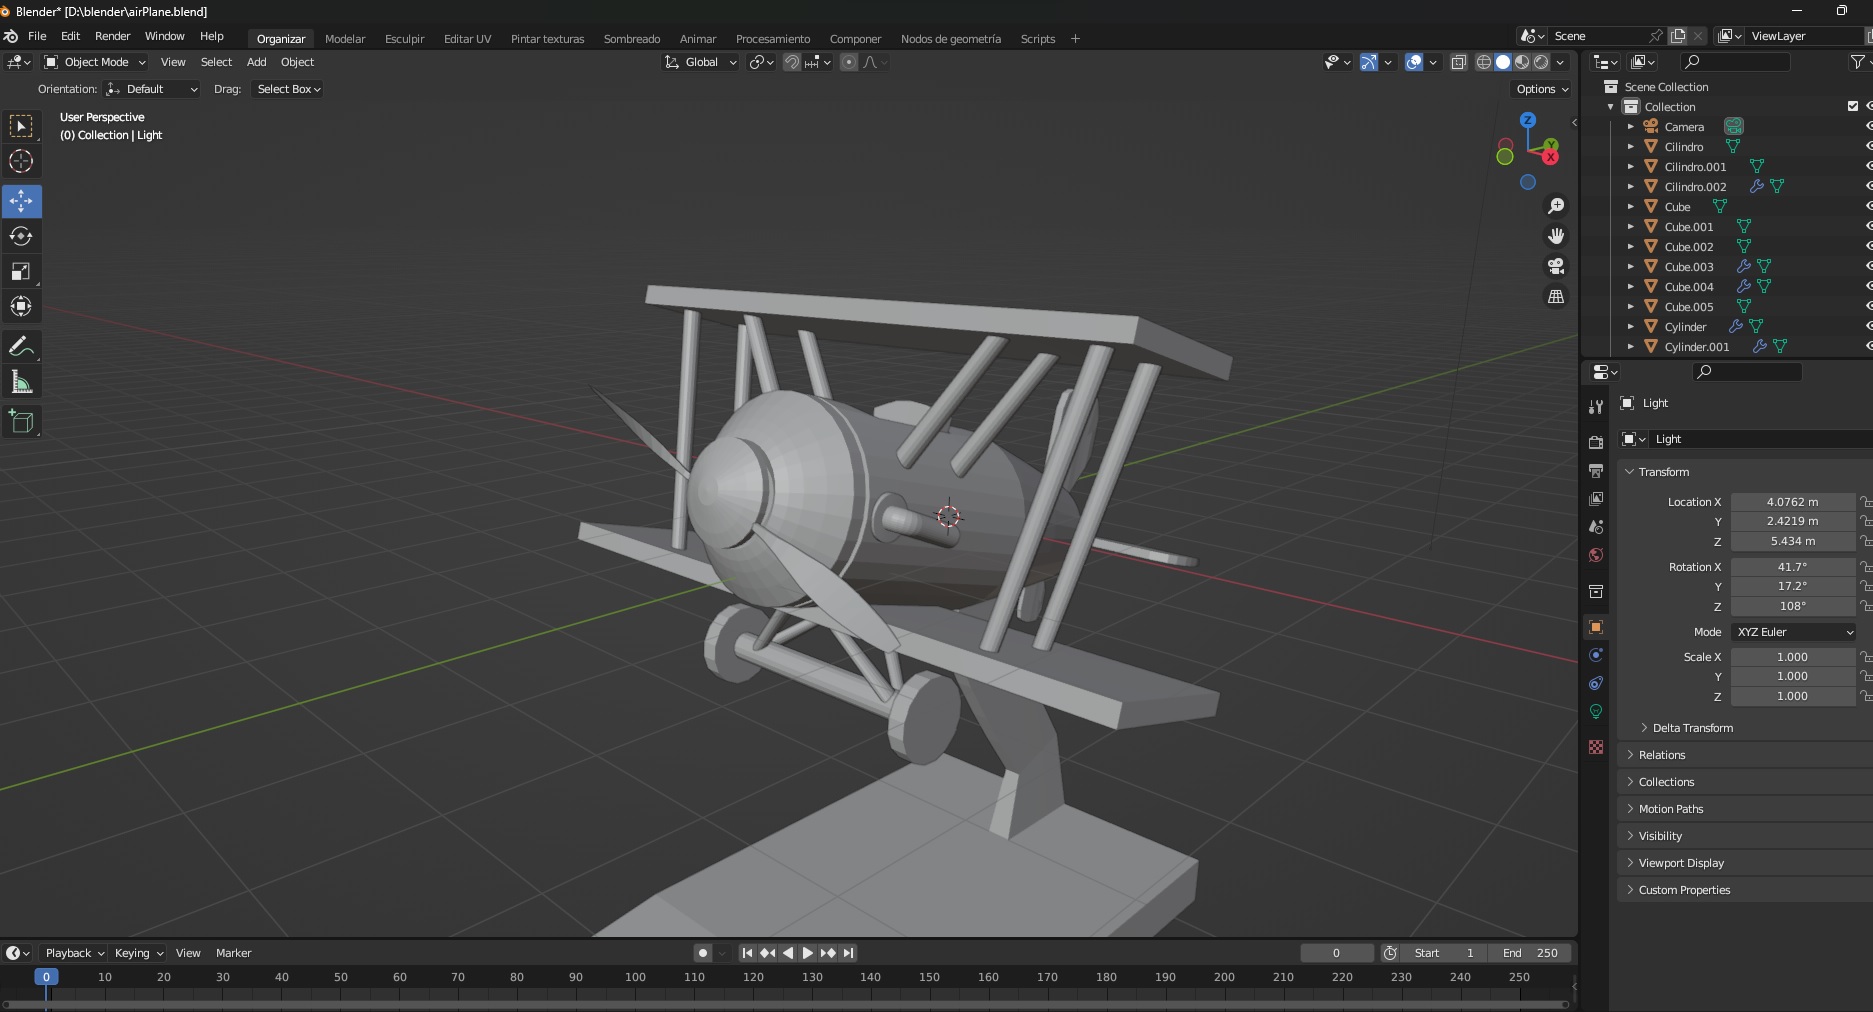 Blender* [D:\blender\airPlane.blend]
File Edit Render Window Help Organizar Modelar Esculpir Editar UV Pintar texturas Sombreado Animar Procesamiento Componer Nodos de geometría Scripts + Scene ViewLayer
Object Mode View Select Add Object Global
Orientation: Default Drag: Select Box Options
User Perspective
(0) Collection | Light
Z
Y
X
Scene Collection
Collection
Camera
Cilindro
Cilindro.001
Cilindro.002
Cube
Cube.001
Cube.002
Cube.003
Cube.004
Cube.005
Cylinder
Cylinder.001
Light
Light
Transform
Location X 4.0762 m
Y 2.4219 m
Z 5.434 m
Rotation X 41.7°
Y 17.2°
Z 108°
Mode XYZ Euler
Scale X 1.000
Y 1.000
Z 1.000
Delta Transform
Relations
Collections
Motion Paths
Visibility
Viewport Display
Custom Properties
Playback Keying View Marker 0 Start 1 End 250
0 10 20 30 40 50 60 70 80 90 100 110 120 130 140 150 160 170 180 190 200 210 220 230 240 250